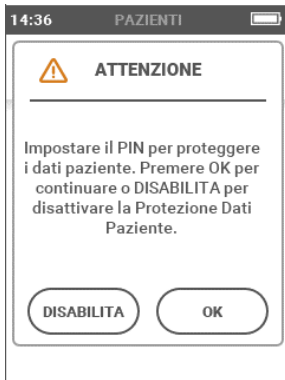 14:36 PAZIENTI
ATTENZIONE
Impostare il PIN per proteggere
i dati paziente. Premere OK per
continuare o DISABILITA per
disattivare la Protezione Dati
Paziente.
DISABILITA OK